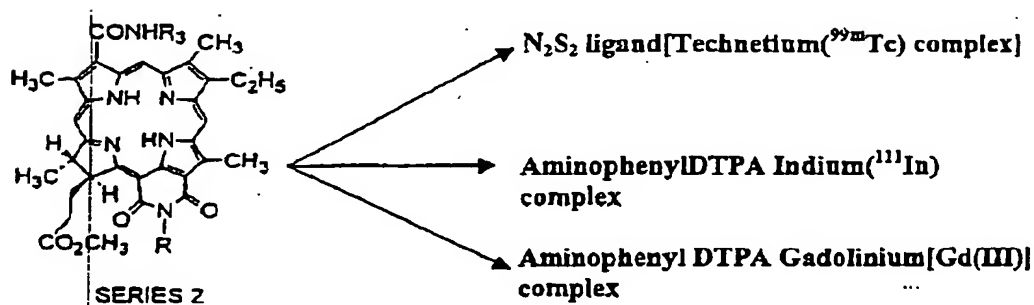 CONHR₃
CH₃
H₃C
C₂H₅
NH
N
N
HN
H
H₃C
H
CH₃
O
N
O
R
CO₂CH₃
SERIES 2
N₂S₂ ligand[Technetium(⁹⁹ᵐTc) complex]
AminophenylDTPA Indium(¹¹¹In)
complex
Aminophenyl DTPA Gadolinium[Gd(III)]
complex